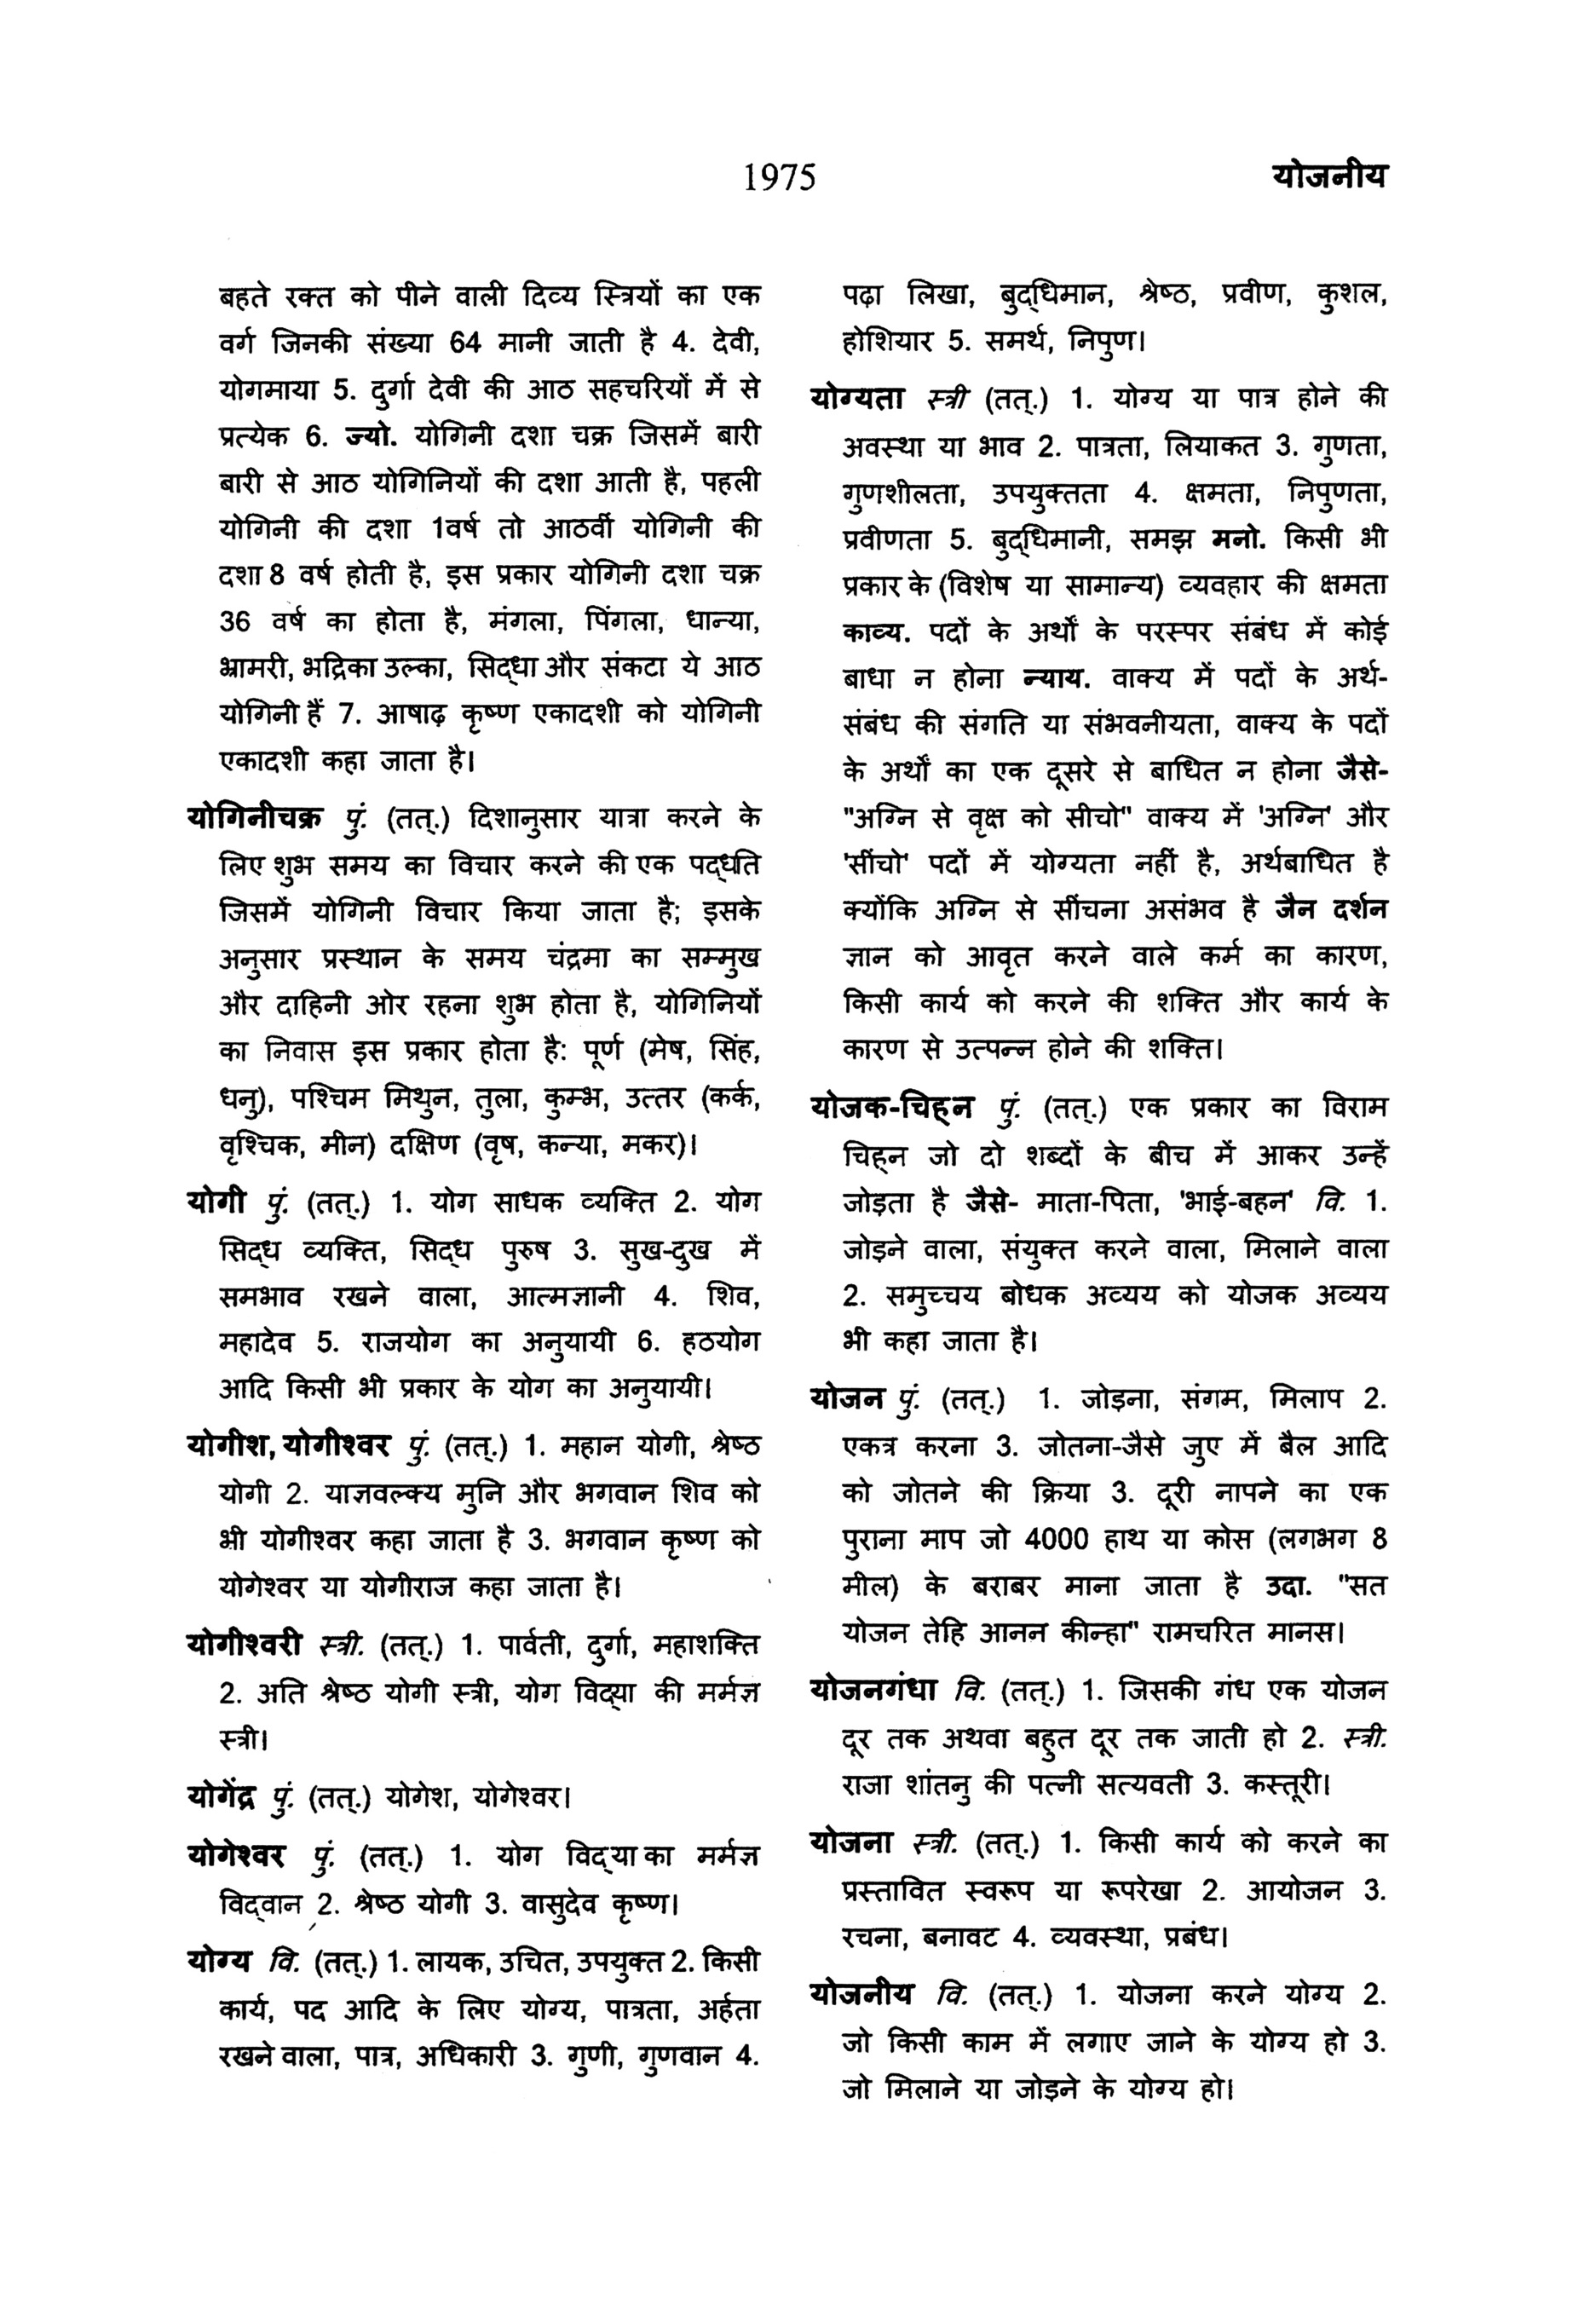 1975
योजनीय
बहते रक्त को पीने वाली दिव्य स्त्रियों का एक
वर्ग जिनकी संख्या 64 मानी जाती है 4. देवी,
योगमाया 5. दुर्गा देवी की आठ सहचरियों में से
प्रत्येक 6. ज्यो. योगिनी दशा चक्र जिसमें बारी
बारी से आठ योगिनियों की दशा आती है, पहली
योगिनी की दशा 1वर्ष तो आठवीं योगिनी की
दशा 8 वर्ष होती है, इस प्रकार योगिनी दशा चक्र
36 वर्ष का होता है, मंगला, पिंगला, धान्या,
भ्रामरी, भद्रिका उल्का, सिद्धा और संकटा ये आठ
योगिनी हैं 7. आषाढ़ कृष्ण एकादशी को योगिनी
एकादशी कहा जाता है।
योगिनीचक्र पुं. (तत्.) दिशानुसार यात्रा करने के
लिए शुभ समय का विचार करने की एक पद्धति
जिसमें योगिनी विचार किया जाता है; इसके
अनुसार प्रस्थान के समय चंद्रमा का सम्मुख
और दाहिनी ओर रहना शुभ होता है, योगिनियों
का निवास इस प्रकार होता है: पूर्ण (मेष, सिंह,
धनु), पश्चिम मिथुन, तुला, कुम्भ, उत्तर (कर्क,
वृश्चिक, मीन) दक्षिण (वृष, कन्या, मकर)।
योगी पुं. (तत्.) 1. योग साधक व्यक्ति 2. योग
सिद्ध व्यक्ति, सिद्ध पुरुष 3. सुख-दुख में
समभाव रखने वाला, आत्मज्ञानी 4. शिव,
महादेव 5. राजयोग का अनुयायी 6. हठयोग
आदि किसी भी प्रकार के योग का अनुयायी।
योगीश, योगीश्वर पुं. (तत्.) 1. महान योगी, श्रेष्ठ
योगी 2. याज्ञवल्क्य मुनि और भगवान शिव को
भी योगीश्वर कहा जाता है 3. भगवान कृष्ण को
योगेश्वर या योगीराज कहा जाता है।
योगीश्वरी स्त्री. (तत्.) 1. पार्वती, दुर्गा, महाशक्ति
2. अति श्रेष्ठ योगी स्त्री, योग विद्या की मर्मज्ञ
स्त्री।
योगेंद्र पुं. (तत्.) योगेश, योगेश्वर।
योगेश्वर पुं. (तत्.) 1. योग विद्या का मर्मज्ञ
विद्वान 2. श्रेष्ठ योगी 3. वासुदेव कृष्ण।
योग्य वि. (तत्.) 1. लायक, उचित, उपयुक्त 2. किसी
कार्य, पद आदि के लिए योग्य, पात्रता, अर्हता
रखने वाला, पात्र, अधिकारी 3. गुणी, गुणवान 4.
पढ़ा लिखा, बुद्धिमान, श्रेष्ठ, प्रवीण, कुशल,
होशियार 5. समर्थ, निपुण।
योग्यता स्त्री (तत्.) 1. योग्य या पात्र होने की
अवस्था या भाव 2. पात्रता, लियाकत 3. गुणता,
गुणशीलता, उपयुक्तता 4. क्षमता, निपुणता,
प्रवीणता 5. बुद्धिमानी, समझ मनो. किसी भी
प्रकार के (विशेष या सामान्य) व्यवहार की क्षमता
काव्य. पदों के अर्थों के परस्पर संबंध में कोई
बाधा न होना न्याय. वाक्य में पदों के अर्थ-
संबंध की संगति या संभवनीयता, वाक्य के पदों
के अर्थों का एक दूसरे से बाधित न होना जैसे-
"अग्नि से वृक्ष को सीचो" वाक्य में 'अग्नि' और
'सींचो' पदों में योग्यता नहीं है, अर्थबाधित है
क्योंकि अग्नि से सींचना असंभव है जैन दर्शन
ज्ञान को आवृत करने वाले कर्म का कारण,
किसी कार्य को करने की शक्ति और कार्य के
कारण से उत्पन्न होने की शक्ति।
योजक-चिह्न पुं. (तत्.) एक प्रकार का विराम
चिह्न जो दो शब्दों के बीच में आकर उन्हें
जोड़ता है जैसे- माता-पिता, 'भाई-बहन' वि. 1.
जोड़ने वाला, संयुक्त करने वाला, मिलाने वाला
2. समुच्चय बोधक अव्यय को योजक अव्यय
भी कहा जाता है।
योजन पुं. (तत्.) 1. जोड़ना, संगम, मिलाप 2.
एकत्र करना 3. जोतना-जैसे जुए में बैल आदि
को जोतने की क्रिया 3. दूरी नापने का एक
पुराना माप जो 4000 हाथ या कोस (लगभग 8
मील) के बराबर माना जाता है उदा. "सत
योजन तेहि आनन कीन्हा" रामचरित मानस।
योजनगंधा वि. (तत्.) 1. जिसकी गंध एक योजन
दूर तक अथवा बहुत दूर तक जाती हो 2. स्त्री.
राजा शांतनु की पत्नी सत्यवती 3. कस्तूरी।
योजना स्त्री. (तत्.) 1. किसी कार्य को करने का
प्रस्तावित स्वरूप या रूपरेखा 2. आयोजन 3.
रचना, बनावट 4. व्यवस्था, प्रबंध।
योजनीय वि. (तत्.) 1. योजना करने योग्य 2.
जो किसी काम में लगाए जाने के योग्य हो 3.
जो मिलाने या जोड़ने के योग्य हो।